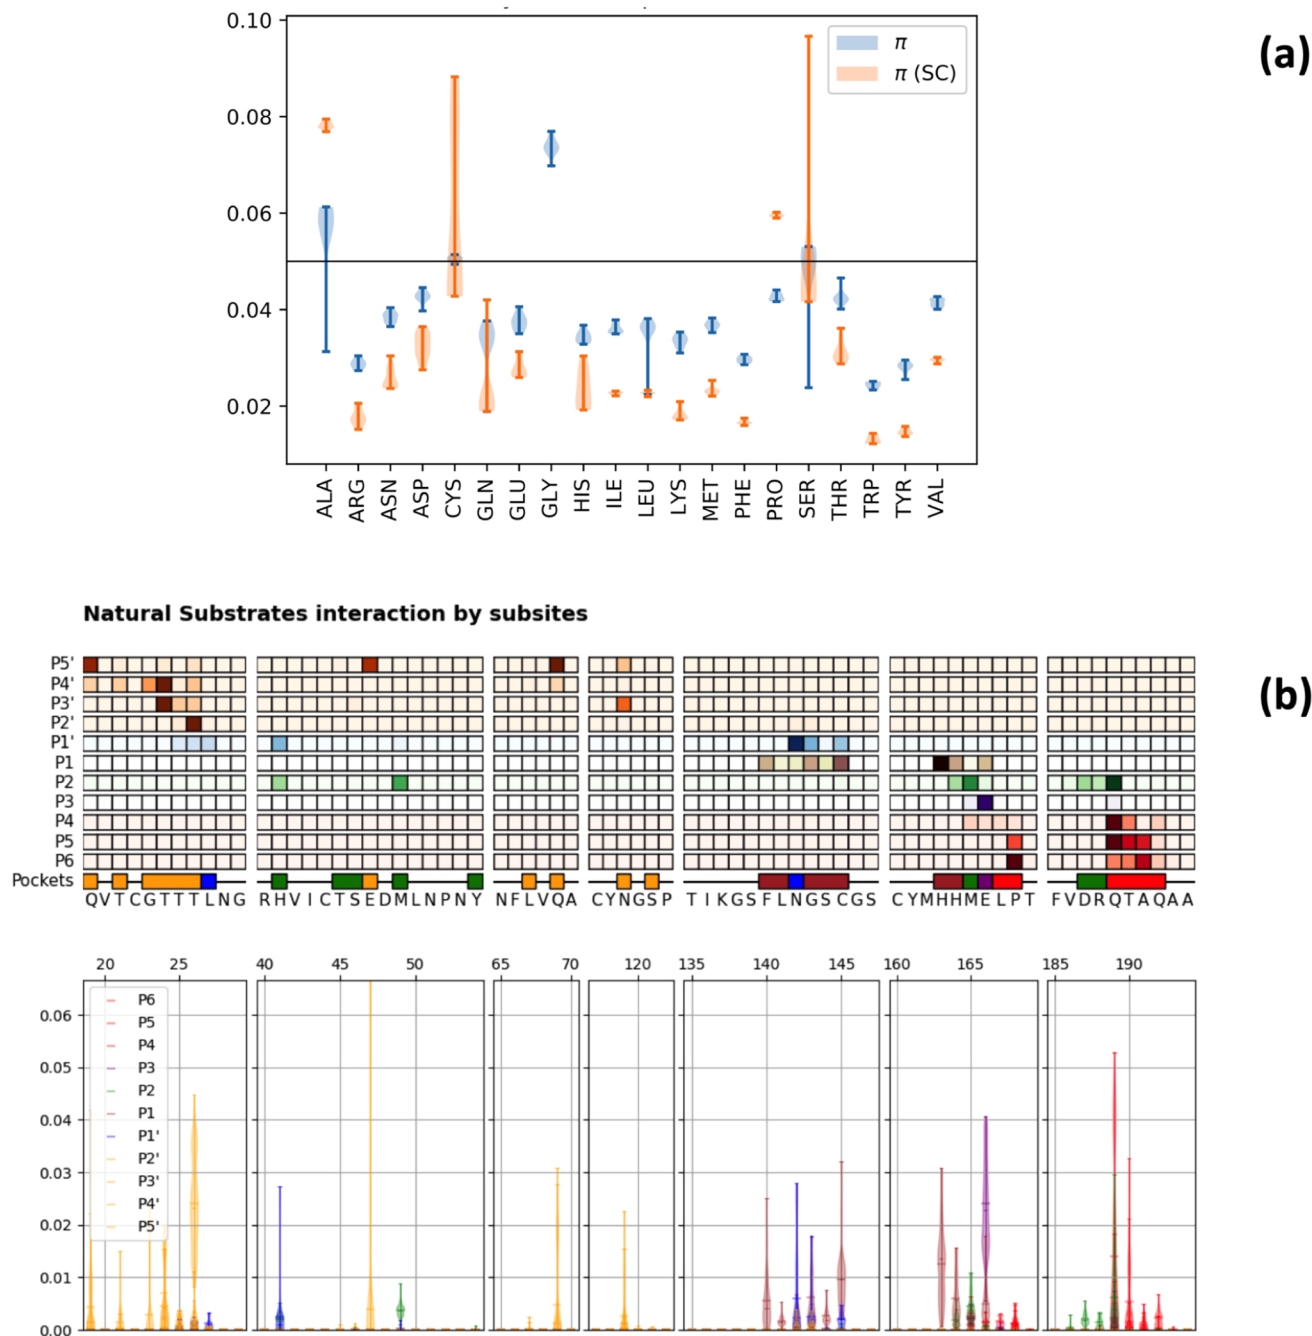 0.10
(a)
π
π (SC)
0.08
0.06
0.04
0.02
ALA ARG ASN ASP CYS GLN GLU GLY HIS ILE LEU LYS MET PHE PRO SER THR TRP TYR VAL
Natural Substrates interaction by subsites
P5'
P4'
P3'
(b)
P2'
P1'
P1
P2
P3
P4
P5
P6
Pockets
QVTCGTTTLNG RHVICTSEDMLNPNY NFLVQA CYNGSP TIKGSFLNGSCGS CYMHHMELPT FVDRQTAQAA
20 25 40 45 50 65 70 120 135 140 145 160 165 185 190
0.06
0.05
0.04
0.03
0.02
0.01
0.00
P6
P5
P4
P3
P2
P1
P1'
P2'
P3'
P4'
P5'